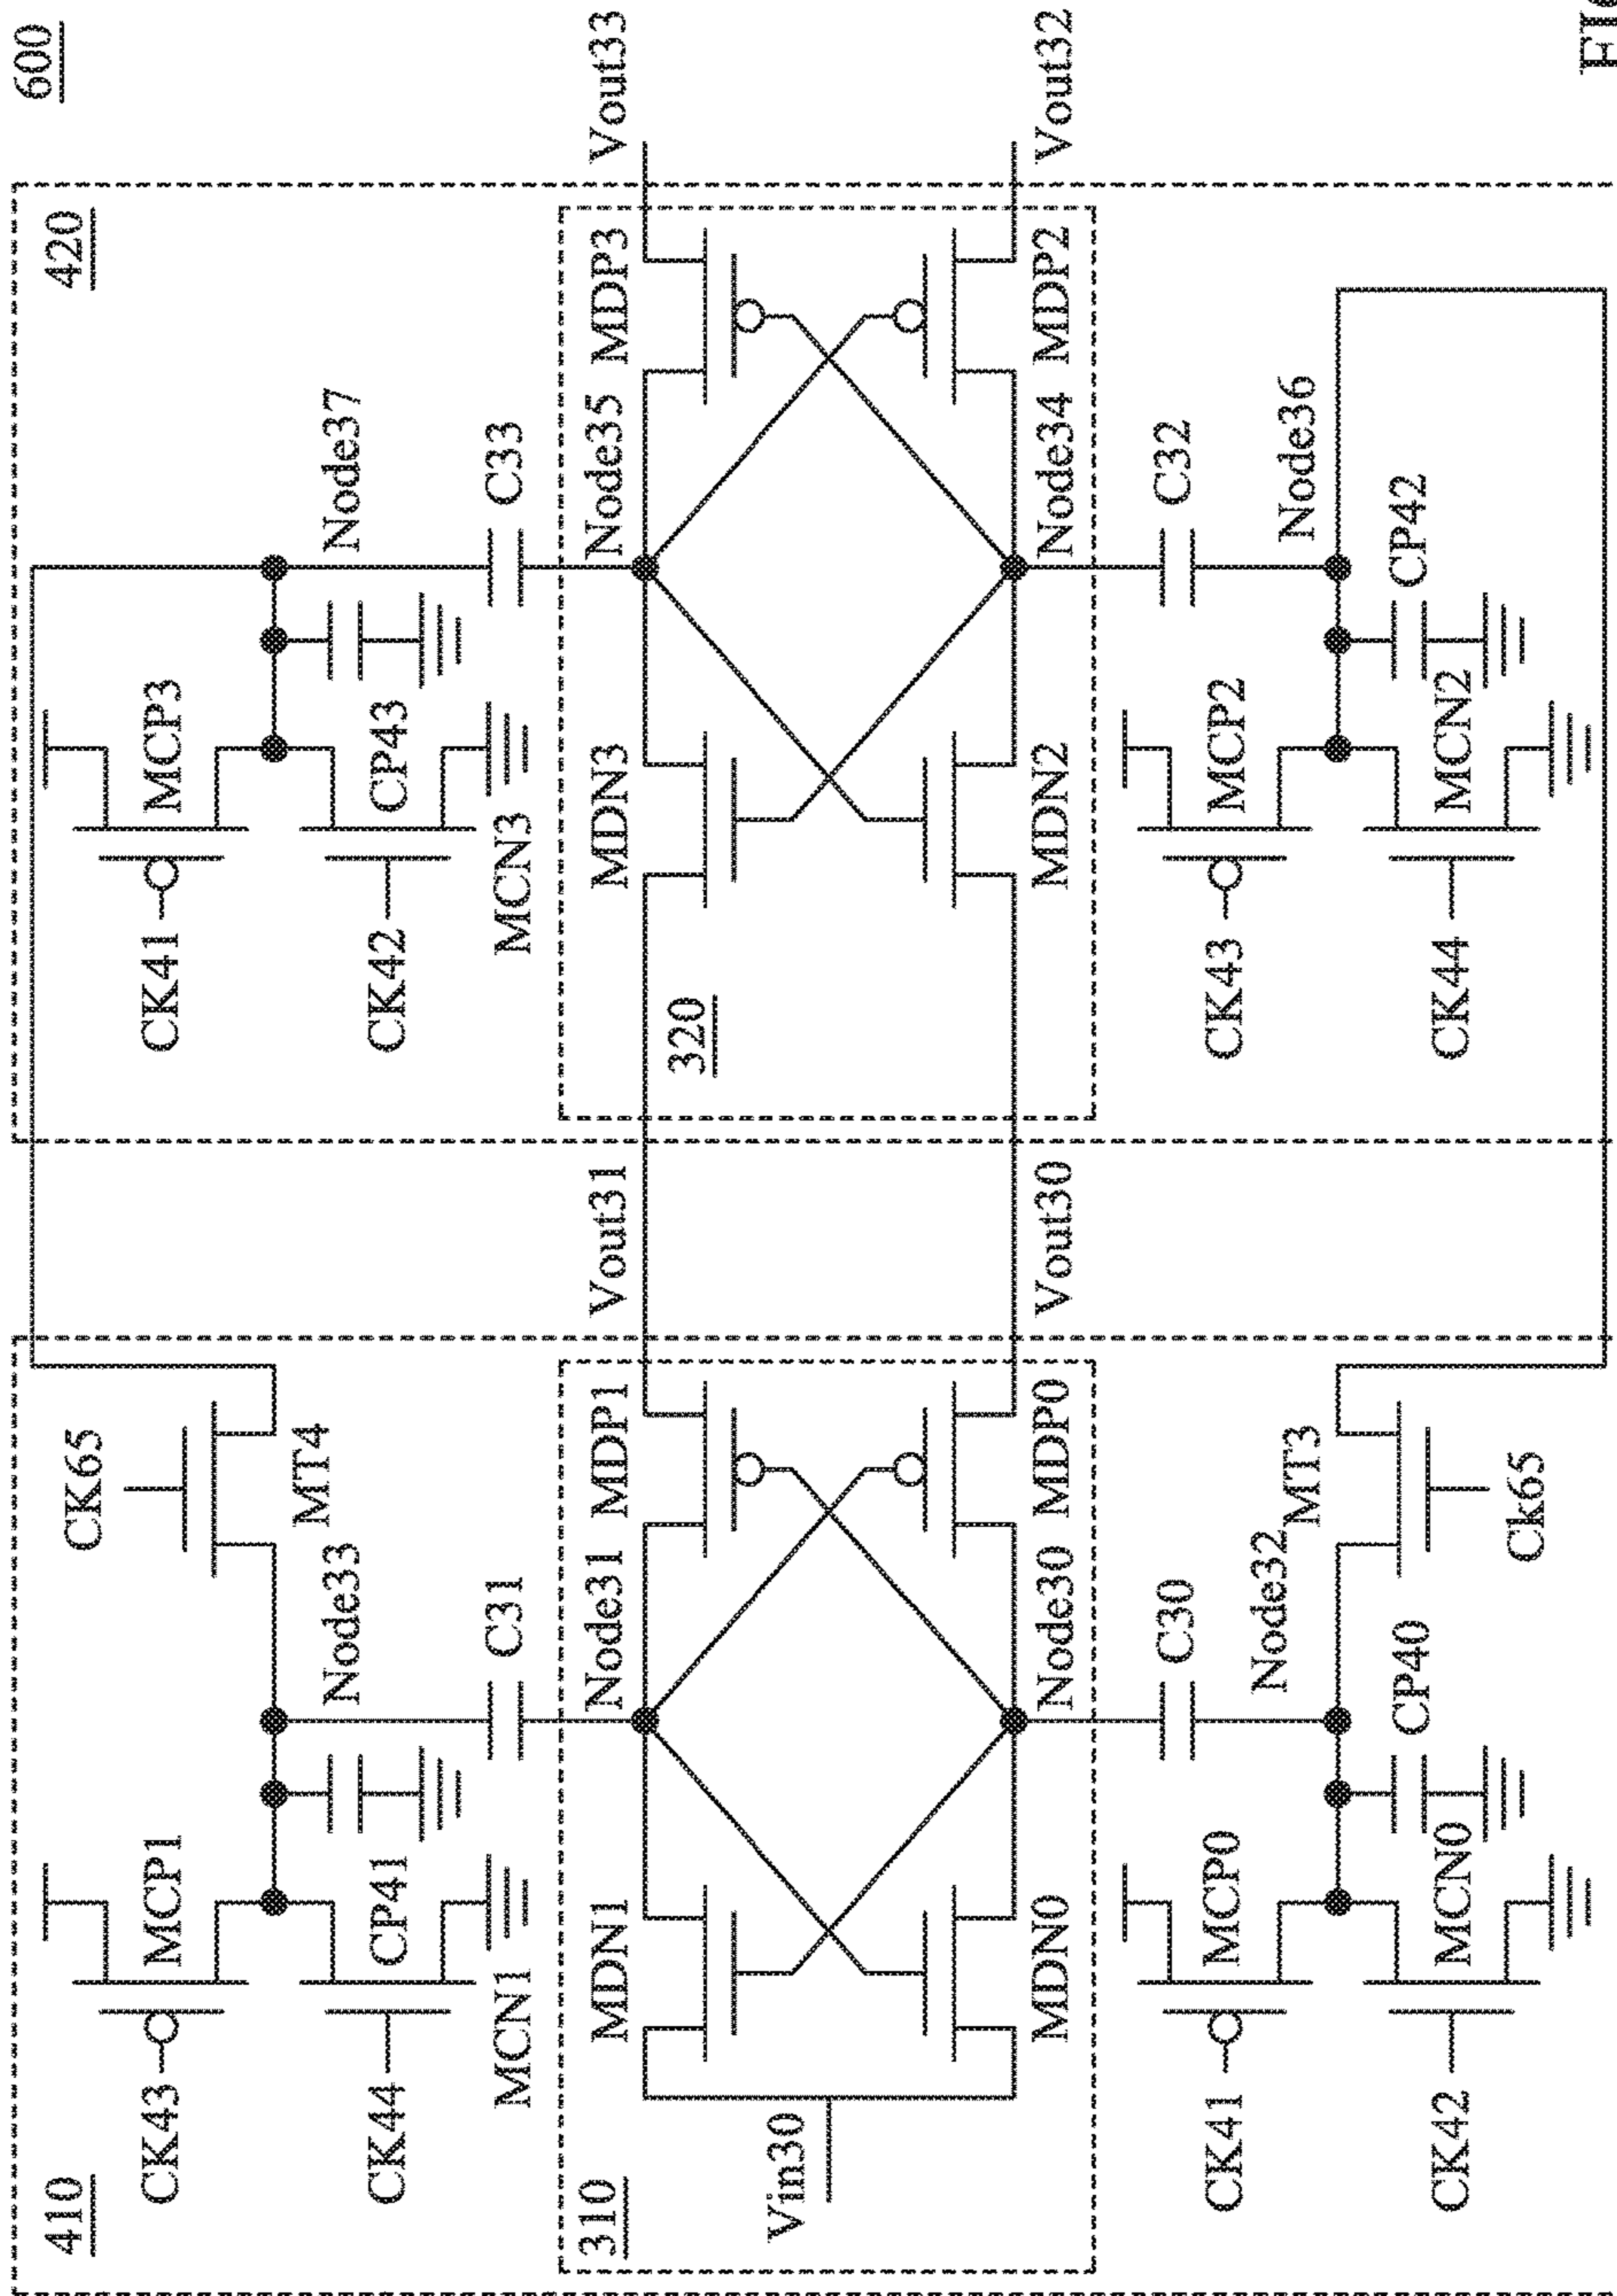 600
410
420
CK65
CK43
MCP1
CK41
MCP3
MT4
Node33
Node37
CK44
CP41
CK42
CP43
MCN1
C31
MCN3
C33
310
MDN1
Node31
MDP1
Vout31
MDN3
Node35
MDP3
Vout33
320
Vin30
MDN0
Node30
MDP0
Vout30
MDN2
Node34
MDP2
Vout32
C30
C32
CK41
MCP0
CK43
MCP2
Node32
MT3
Node36
CP40
CP42
CK42
MCN0
CK44
MCN2
Ck65